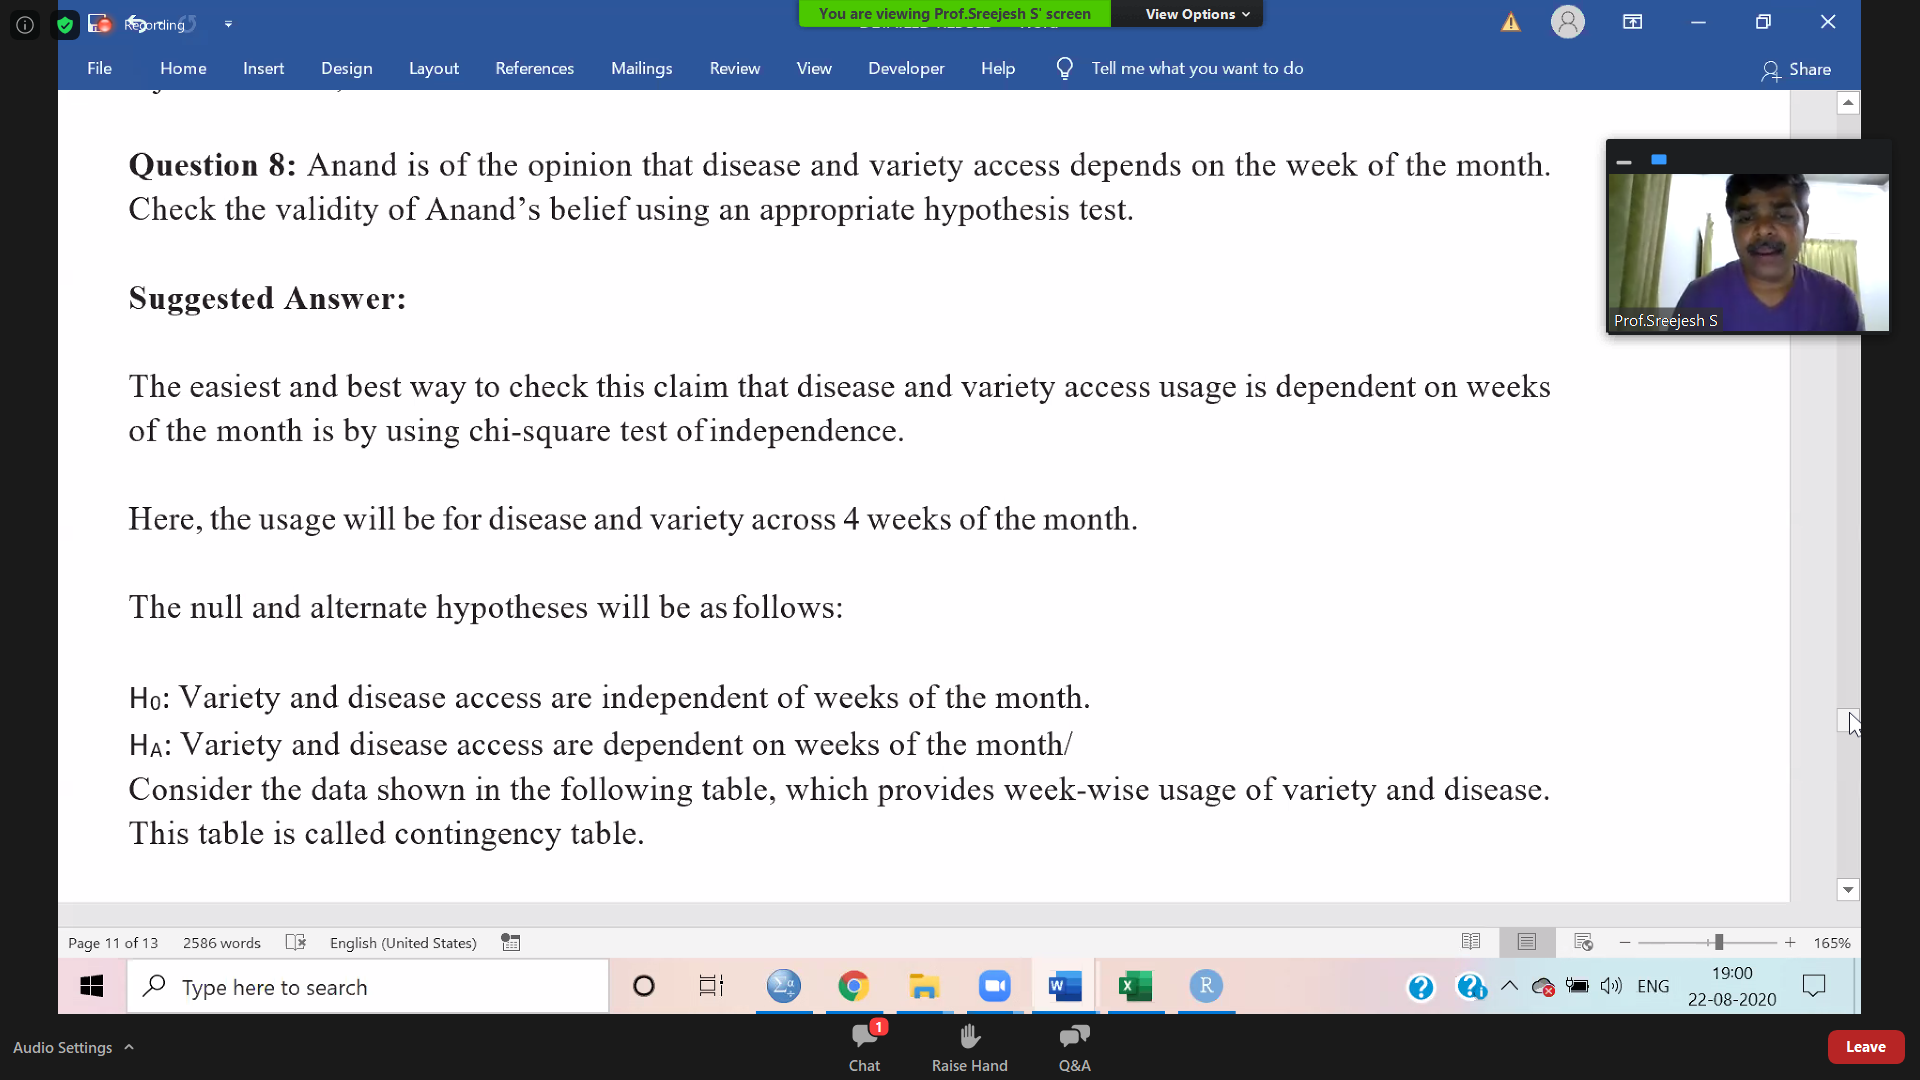 Recording
You are viewing Prof.Sreejesh S' screen
View Options
File Home Insert Design Layout References Mailings Review View Developer Help Tell me what you want to do Share
Question 8: Anand is of the opinion that disease and variety access depends on the week of the month.
Check the validity of Anand’s belief using an appropriate hypothesis test.
Prof.Sreejesh S
Suggested Answer:
The easiest and best way to check this claim that disease and variety access usage is dependent on weeks
of the month is by using chi-square test of independence.
Here, the usage will be for disease and variety across 4 weeks of the month.
The null and alternate hypotheses will be as follows:
H0: Variety and disease access are independent of weeks of the month.
HA: Variety and disease access are dependent on weeks of the month/
Consider the data shown in the following table, which provides week-wise usage of variety and disease.
This table is called contingency table.
Page 11 of 13 2586 words English (United States) 165%
Type here to search
ENG
19:00
22-08-2020
Audio Settings
1
Chat Raise Hand Q&A
Leave